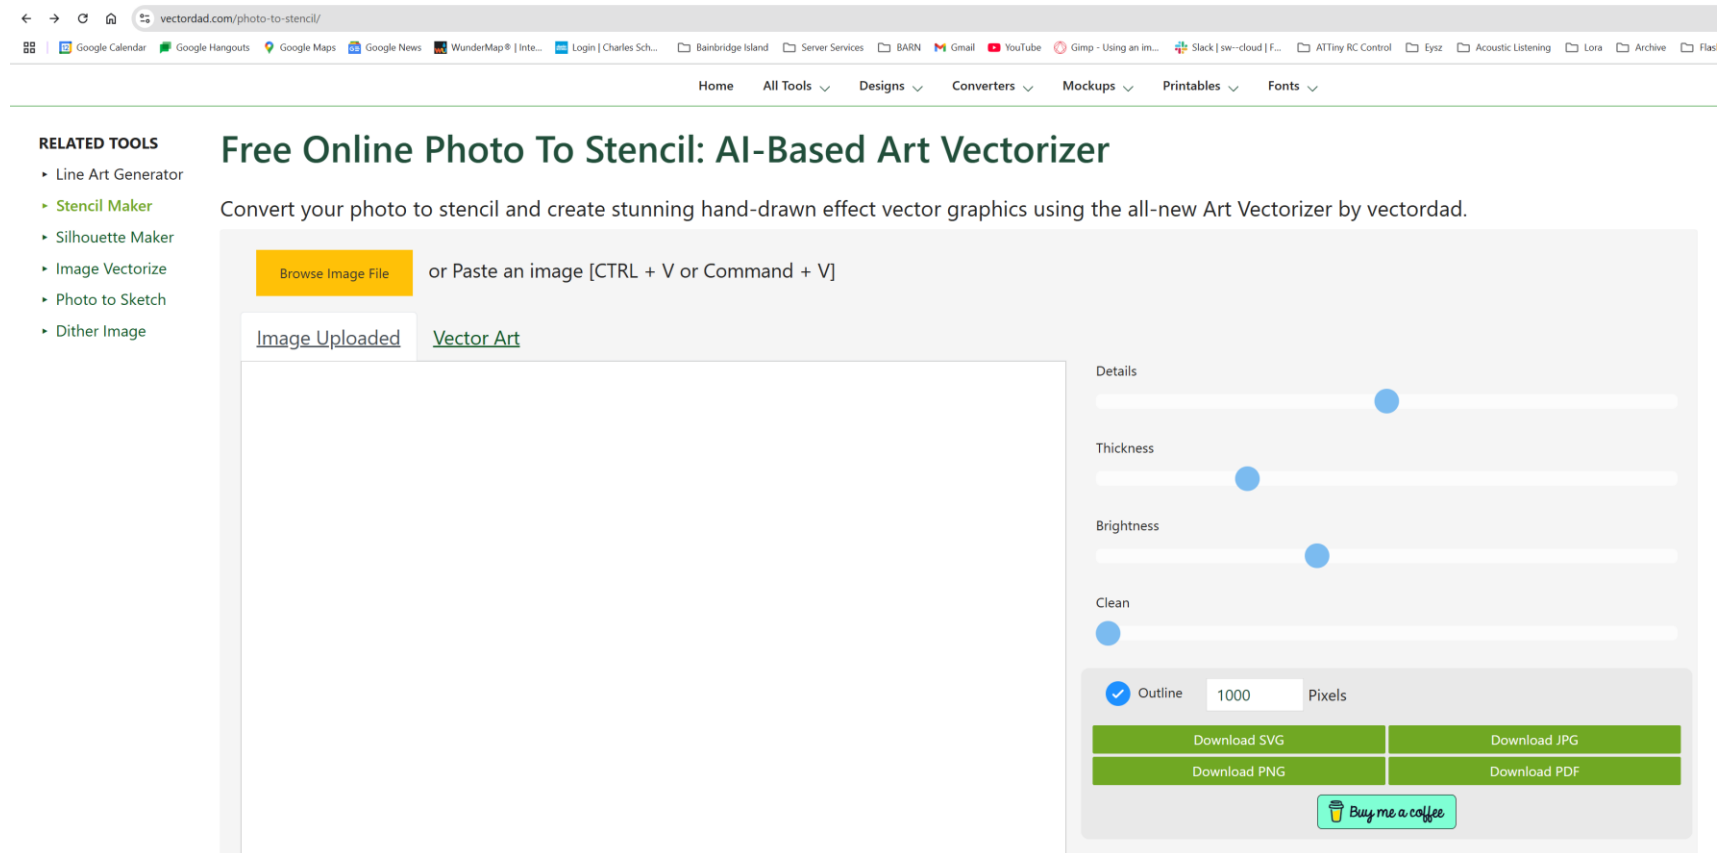 vectordad.com/photo-to-stencil/
Google Calendar Google Hangouts Google Maps Google News WunderMap® | Inte... Login | Charles Sch... Bainbridge Island Server Services BARN Gmail YouTube Gimp - Using an im... Slack | sw--cloud | F... ATTiny RC Control Eysz Acoustic Listening Lora Archive Flas
Home All Tools Designs Converters Mockups Printables Fonts
RELATED TOOLS
Line Art Generator
Stencil Maker
Silhouette Maker
Image Vectorize
Photo to Sketch
Dither Image
Free Online Photo To Stencil: AI-Based Art Vectorizer
Convert your photo to stencil and create stunning hand-drawn effect vector graphics using the all-new Art Vectorizer by vectordad.
Browse Image File or Paste an image [CTRL + V or Command + V]
Image Uploaded Vector Art
Details
Thickness
Brightness
Clean
Outline 1000 Pixels
Download SVG Download JPG
Download PNG Download PDF
Buy me a coffee